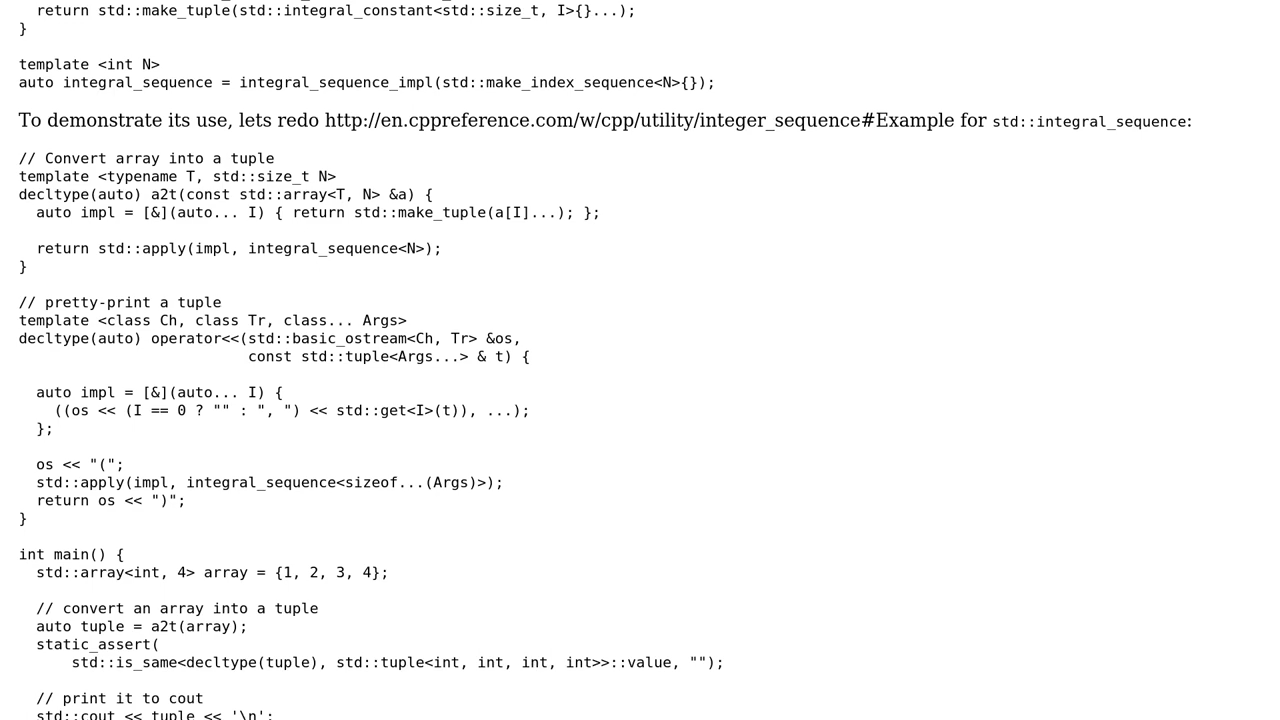 return std::make_tuple(std::integral_constant<std::size_t, I>{}...);
}
template <int N>
auto integral_sequence = integral_sequence_impl(std::make_index_sequence<N>{});
To demonstrate its use, lets redo http://en.cppreference.com/w/cpp/utility/integer_sequence#Example for std::integral_sequence:
// Convert array into a tuple
template <typename T, std::size_t N>
decltype(auto) a2t(const std::array<T, N> &a) {
  auto impl = [&](auto... I) { return std::make_tuple(a[I]...); };
  return std::apply(impl, integral_sequence<N>);
}
// pretty-print a tuple
template <class Ch, class Tr, class... Args>
decltype(auto) operator<<(std::basic_ostream<Ch, Tr> &os,
                          const std::tuple<Args...> & t) {
  auto impl = [&](auto... I) {
    ((os << (I == 0 ? "" : ", ") << std::get<I>(t)), ...);
  };
  os << "(";
  std::apply(impl, integral_sequence<sizeof...(Args)>);
  return os << ")";
}
int main() {
  std::array<int, 4> array = {1, 2, 3, 4};
  // convert an array into a tuple
  auto tuple = a2t(array);
  static_assert(
      std::is_same<decltype(tuple), std::tuple<int, int, int, int>>::value, "");
  // print it to cout
  std::cout << tuple << '\n';